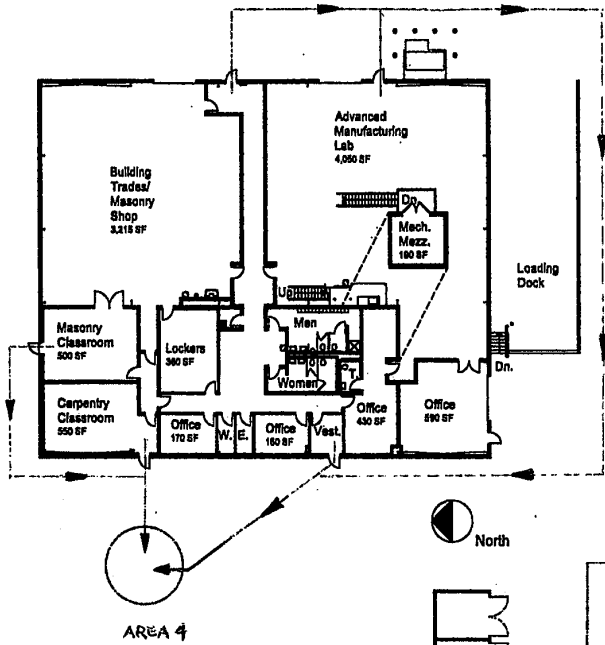 Advanced
Manufacturing
Lab
4,050 SF
Building
Trades/
Masonry
Shop
3,215 SF
Dn.
Mech.
Mezz.
190 SF
Loading
Dock
Up
Men
Masonry
Classroom
500 SF
Lockers
360 SF
Dn.
Women
T.
Carpentry
Classroom
550 SF
Office
170 SF
W.
E.
Office
150 SF
Vest.
Office
430 SF
Office
590 SF
North
AREA 4